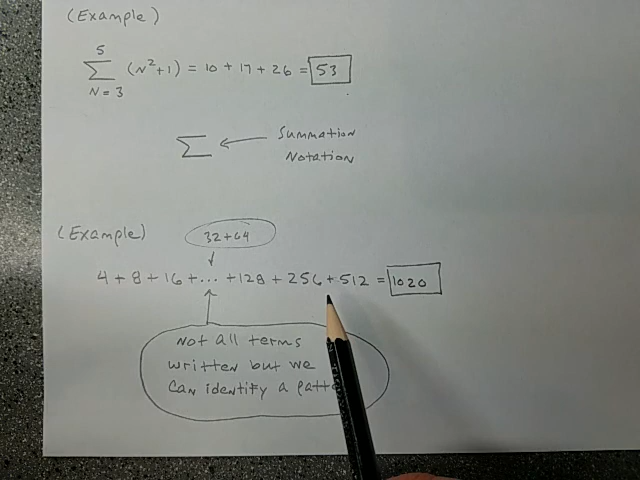 (Example)
5
∑ (N²+1) = 10 + 17 + 26 = 53
N=3
∑ ← Summation
Notation
(Example)
32+64
4 + 8 + 16 + ... + 128 + 256 + 512 = 1020
Not all terms
written but we
can identify a